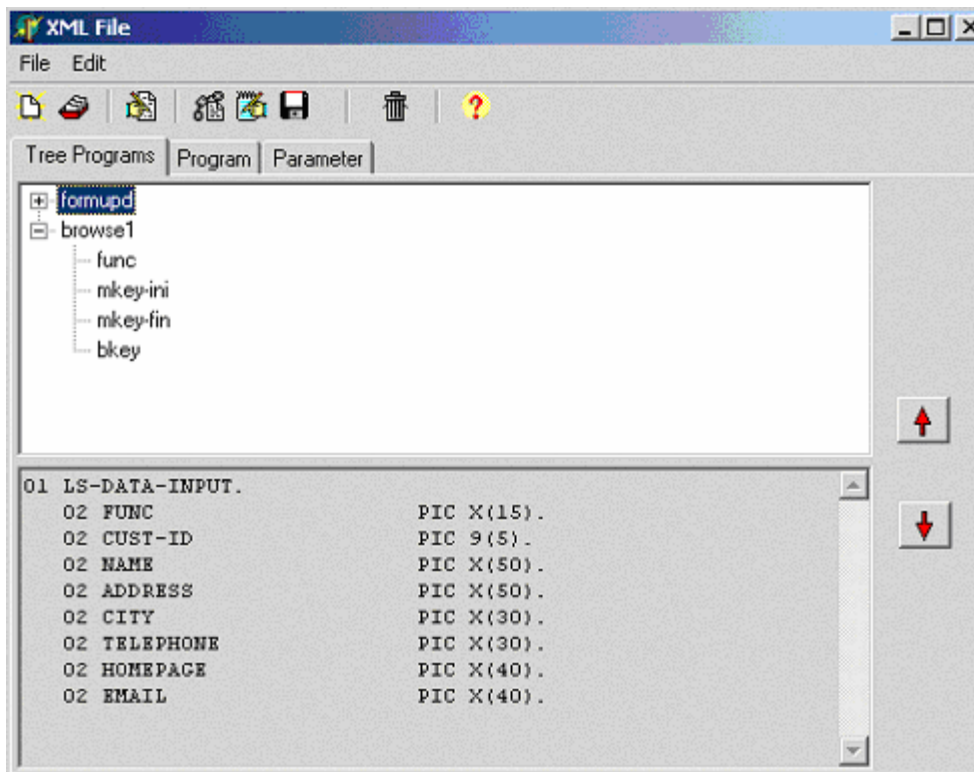 XML File
File Edit
?
Tree Programs Program Parameter
formupd
browse1
func
mkey-ini
mkey-fin
bkey
01 LS-DATA-INPUT.
02 FUNC PIC X(15).
02 CUST-ID PIC 9(5).
02 NAME PIC X(50).
02 ADDRESS PIC X(50).
02 CITY PIC X(30).
02 TELEPHONE PIC X(30).
02 HOMEPAGE PIC X(40).
02 EMAIL PIC X(40).